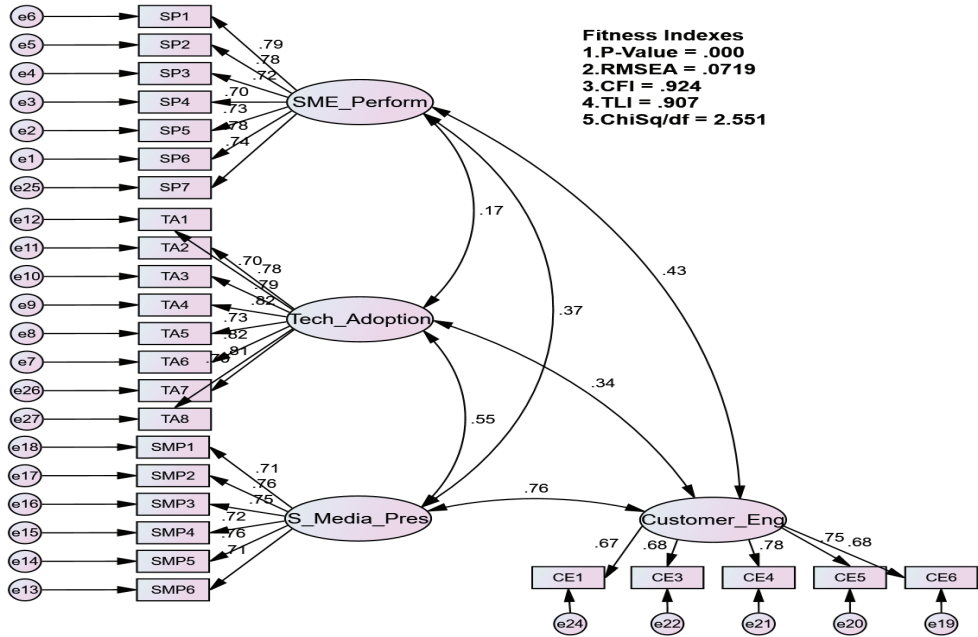 Fitness Indexes
1.P-Value = .000
2.RMSEA = .0719
3.CFI = .924
4.TLI = .907
5.ChiSq/df = 2.551
e6 SP1
e5 SP2
e4 SP3
e3 SP4
e2 SP5
e1 SP6
e25 SP7
.79
.78
.72
.70
.73
.78
.74
SME_Perform
e12 TA1
e11 TA2
e10 TA3
e9 TA4
e8 TA5
e7 TA6
e26 TA7
e27 TA8
.70
.78
.79
.82
.73
.82
.81
Tech_Adoption
e18 SMP1
e17 SMP2
e16 SMP3
e15 SMP4
e14 SMP5
e13 SMP6
.71
.76
.75
.72
.76
.71
S_Media_Pres
.17
.37
.43
.34
.55
.76
Customer_Eng
.67
.68
.78
.75
.68
CE1
CE3
CE4
CE5
CE6
e24
e22
e21
e20
e19